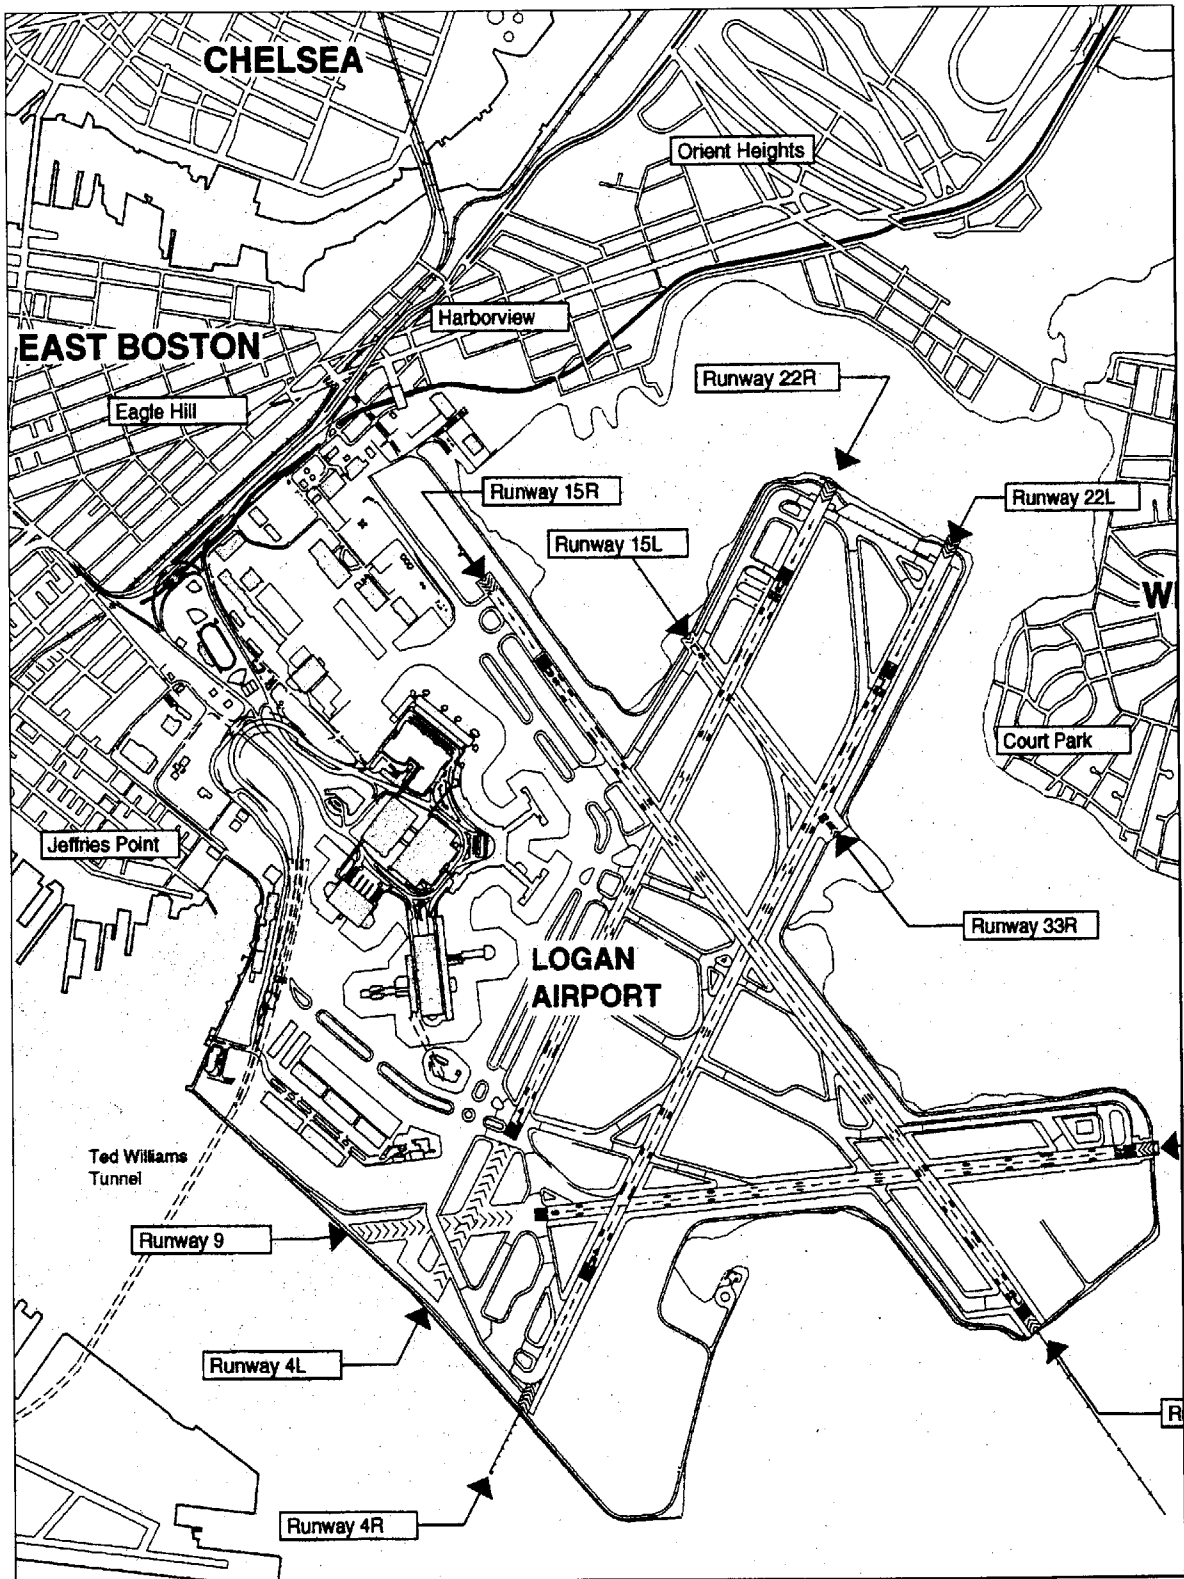 CHELSEA
Orient Heights
Harborview
EAST BOSTON
Runway 22R
Eagle Hill
Runway 15R
Runway 22L
Runway 15L
W
Court Park
Jeffries Point
Runway 33R
LOGAN
AIRPORT
Ted Williams
Tunnel
Runway 9
Runway 4L
R
Runway 4R